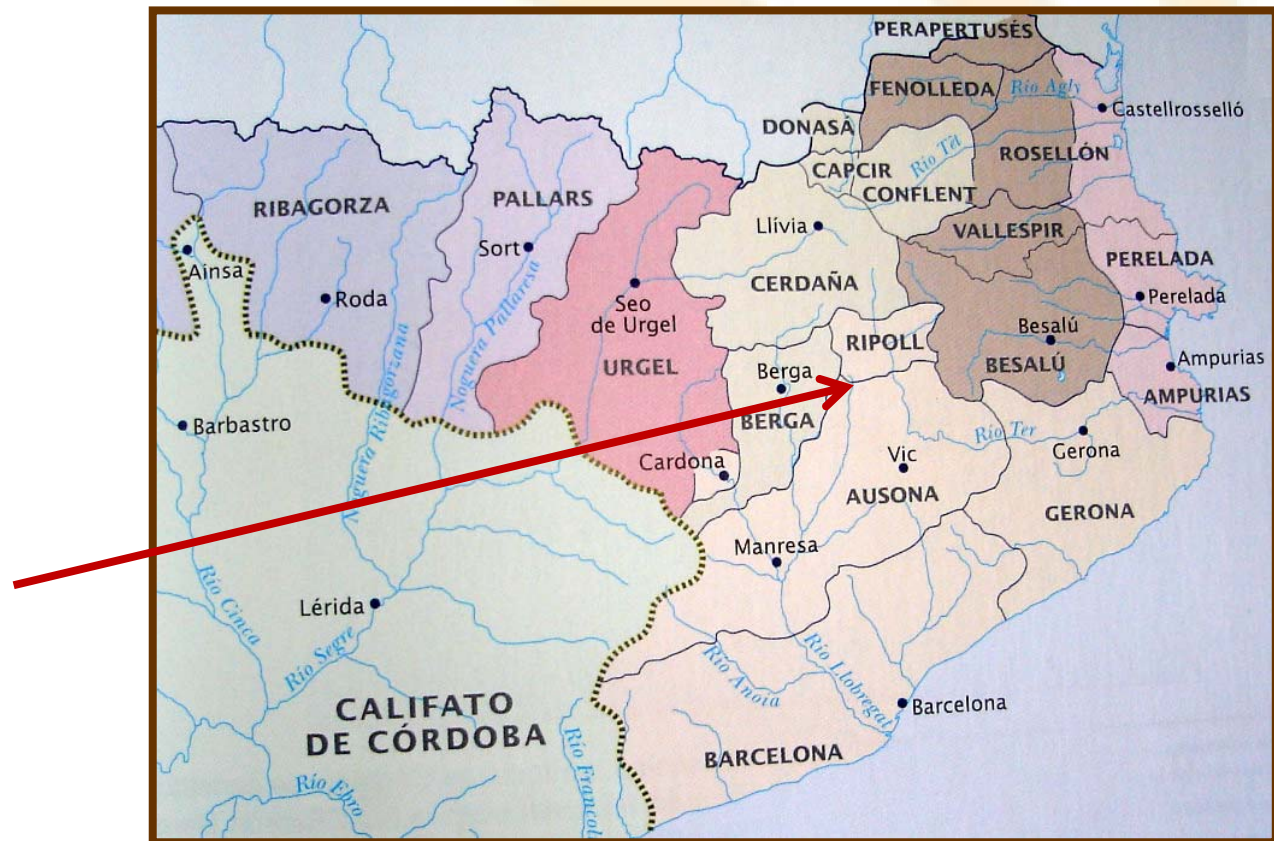 PERAPERTUSÉS
FENOLLEDA
Río Agly
Castellrosselló
DONASÁ
CAPCIR
Río Têt
ROSELLÓN
CONFLENT
RIBAGORZA
PALLARS
Llívia
VALLESPIR
Sort
PERELADA
Aínsa
CERDAÑA
Roda
Seo
de Urgel
Perelada
Noguera Pallaresa
Besalú
RIPOLL
URGEL
Berga
BESALÚ
Ampurias
AMPURIAS
Noguera Ribagorzana
Barbastro
BERGA
Río Ter
Gerona
Cardona
Vic
AUSONA
GERONA
Manresa
Río Cinca
Lérida
Río Segre
Río Anoia
Río Llobregat
Barcelona
CALIFATO
DE CÓRDOBA
BARCELONA
Río Ebro
Río Francolí